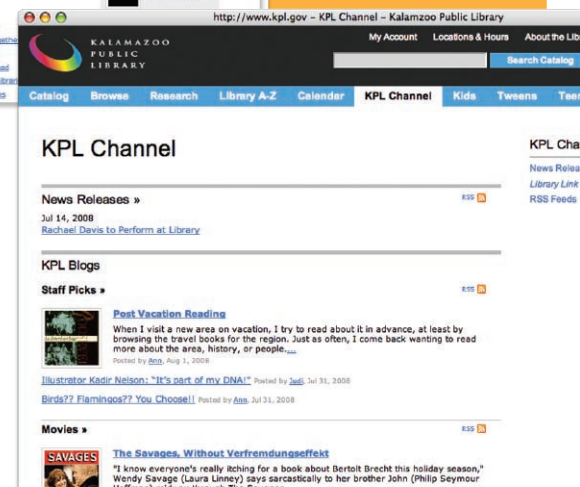 http://www.kpl.gov – KPL Channel – Kalamzoo Public Library
My Account Locations & Hours About the
KALAMAZOO
PUBLIC
LIBRARY
Search Catalog
Catalog Browse Research Library A-Z Calendar KPL Channel Kids Tweens
KPL Channel
KPL
News
Library Link
RSS Feeds
News Releases » RSS
Jul 14, 2008
Rachael Davis to Perform at Library
KPL Blogs
Staff Picks » RSS
Post Vacation Reading
When I visit a new area on vacation, I try to read about it in advance, at least by
browsing the travel books for the region. Just as often, I come back wanting to read
more about the area, history, or people....
Posted by Ann, Aug 1, 2008
Illustrator Kadir Nelson: "It's part of my DNA!" Posted by Judi, Jul 31, 2008
Birds?? Flamingos?? You Choose!! Posted by Ann, Jul 31, 2008
Movies » RSS
SAVAGES
The Savages, Without Verfremdungseffekt
"I know everyone's really itching for a book about Bertolt Brecht this holiday season,"
Wendy Savage (Laura Linney) says sarcastically to her brother John (Philip Seymour